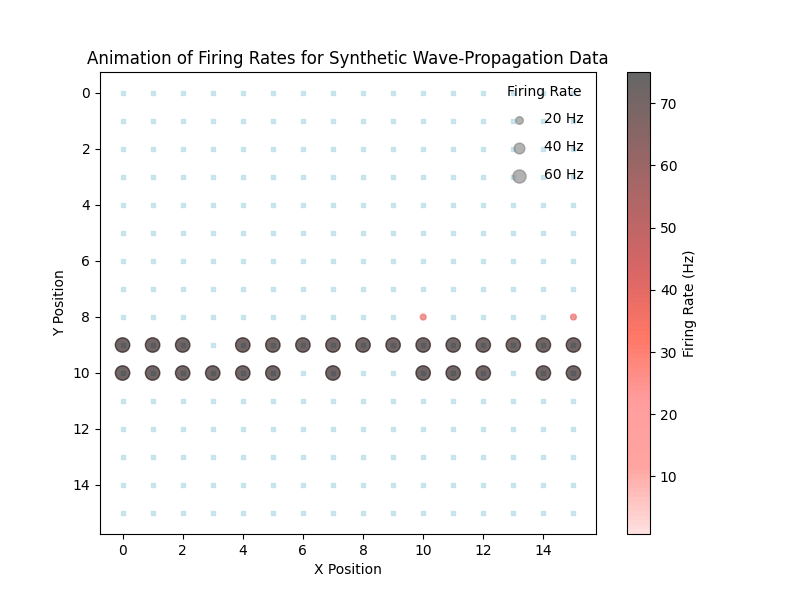 Animation of Firing Rates for Synthetic Wave-Propagation Data
Firing Rate
20 Hz
40 Hz
60 Hz
0
2
4
6
8
10
12
14
Y Position
0
2
4
6
8
10
12
14
X Position
70
60
50
40
30
20
10
Firing Rate (Hz)